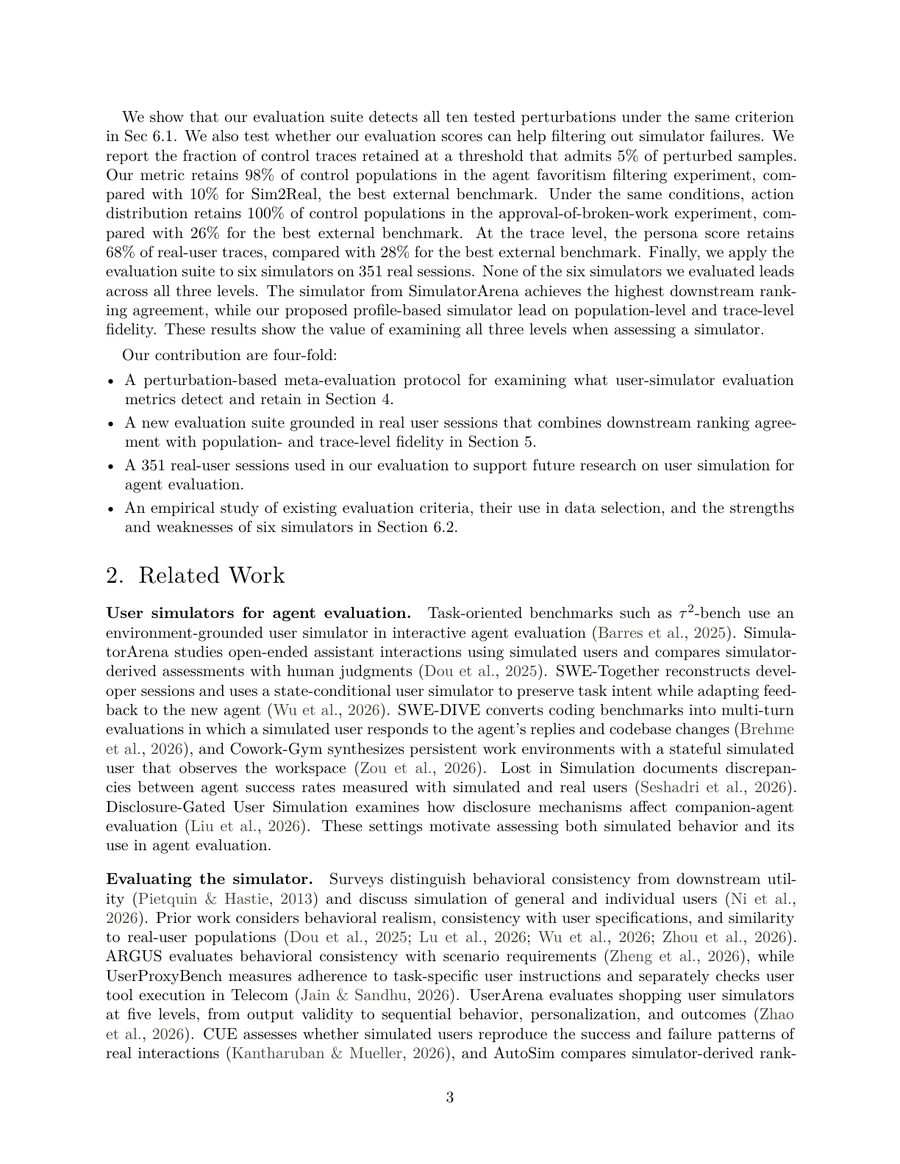 We show that our evaluation suite detects all ten tested perturbations under the same criterion
in Sec 6.1. We also test whether our evaluation scores can help filtering out simulator failures. We
report the fraction of control traces retained at a threshold that admits 5% of perturbed samples.
Our metric retains 98% of control populations in the agent favoritism filtering experiment, com-
pared with 10% for Sim2Real, the best external benchmark. Under the same conditions, action
distribution retains 100% of control populations in the approval-of-broken-work experiment, com-
pared with 26% for the best external benchmark. At the trace level, the persona score retains
68% of real-user traces, compared with 28% for the best external benchmark. Finally, we apply the
evaluation suite to six simulators on 351 real sessions. None of the six simulators we evaluated leads
across all three levels. The simulator from SimulatorArena achieves the highest downstream rank-
ing agreement, while our proposed profile-based simulator lead on population-level and trace-level
fidelity. These results show the value of examining all three levels when assessing a simulator.
Our contribution are four-fold:
• A perturbation-based meta-evaluation protocol for examining what user-simulator evaluation
metrics detect and retain in Section 4.
• A new evaluation suite grounded in real user sessions that combines downstream ranking agree-
ment with population- and trace-level fidelity in Section 5.
• A 351 real-user sessions used in our evaluation to support future research on user simulation for
agent evaluation.
• An empirical study of existing evaluation criteria, their use in data selection, and the strengths
and weaknesses of six simulators in Section 6.2.
2. Related Work
User simulators for agent evaluation. Task-oriented benchmarks such as τ²-bench use an
environment-grounded user simulator in interactive agent evaluation (Barres et al., 2025). Simula-
torArena studies open-ended assistant interactions using simulated users and compares simulator-
derived assessments with human judgments (Dou et al., 2025). SWE-Together reconstructs devel-
oper sessions and uses a state-conditional user simulator to preserve task intent while adapting feed-
back to the new agent (Wu et al., 2026). SWE-DIVE converts coding benchmarks into multi-turn
evaluations in which a simulated user responds to the agent's replies and codebase changes (Brehme
et al., 2026), and Cowork-Gym synthesizes persistent work environments with a stateful simulated
user that observes the workspace (Zou et al., 2026). Lost in Simulation documents discrepan-
cies between agent success rates measured with simulated and real users (Seshadri et al., 2026).
Disclosure-Gated User Simulation examines how disclosure mechanisms affect companion-agent
evaluation (Liu et al., 2026). These settings motivate assessing both simulated behavior and its
use in agent evaluation.
Evaluating the simulator. Surveys distinguish behavioral consistency from downstream util-
ity (Pietquin & Hastie, 2013) and discuss simulation of general and individual users (Ni et al.,
2026). Prior work considers behavioral realism, consistency with user specifications, and similarity
to real-user populations (Dou et al., 2025; Lu et al., 2026; Wu et al., 2026; Zhou et al., 2026).
ARGUS evaluates behavioral consistency with scenario requirements (Zheng et al., 2026), while
UserProxyBench measures adherence to task-specific user instructions and separately checks user
tool execution in Telecom (Jain & Sandhu, 2026). UserArena evaluates shopping user simulators
at five levels, from output validity to sequential behavior, personalization, and outcomes (Zhao
et al., 2026). CUE assesses whether simulated users reproduce the success and failure patterns of
real interactions (Kantharuban & Mueller, 2026), and AutoSim compares simulator-derived rank-
3